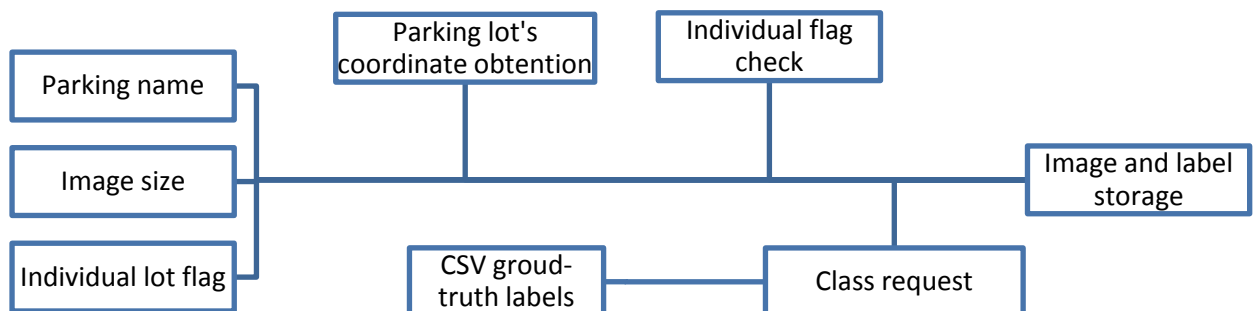 Parking lot's
coordinate obtention
Individual flag
check
Parking name
Image size
Image and label
storage
Individual lot flag
CSV groud-
truth labels
Class request